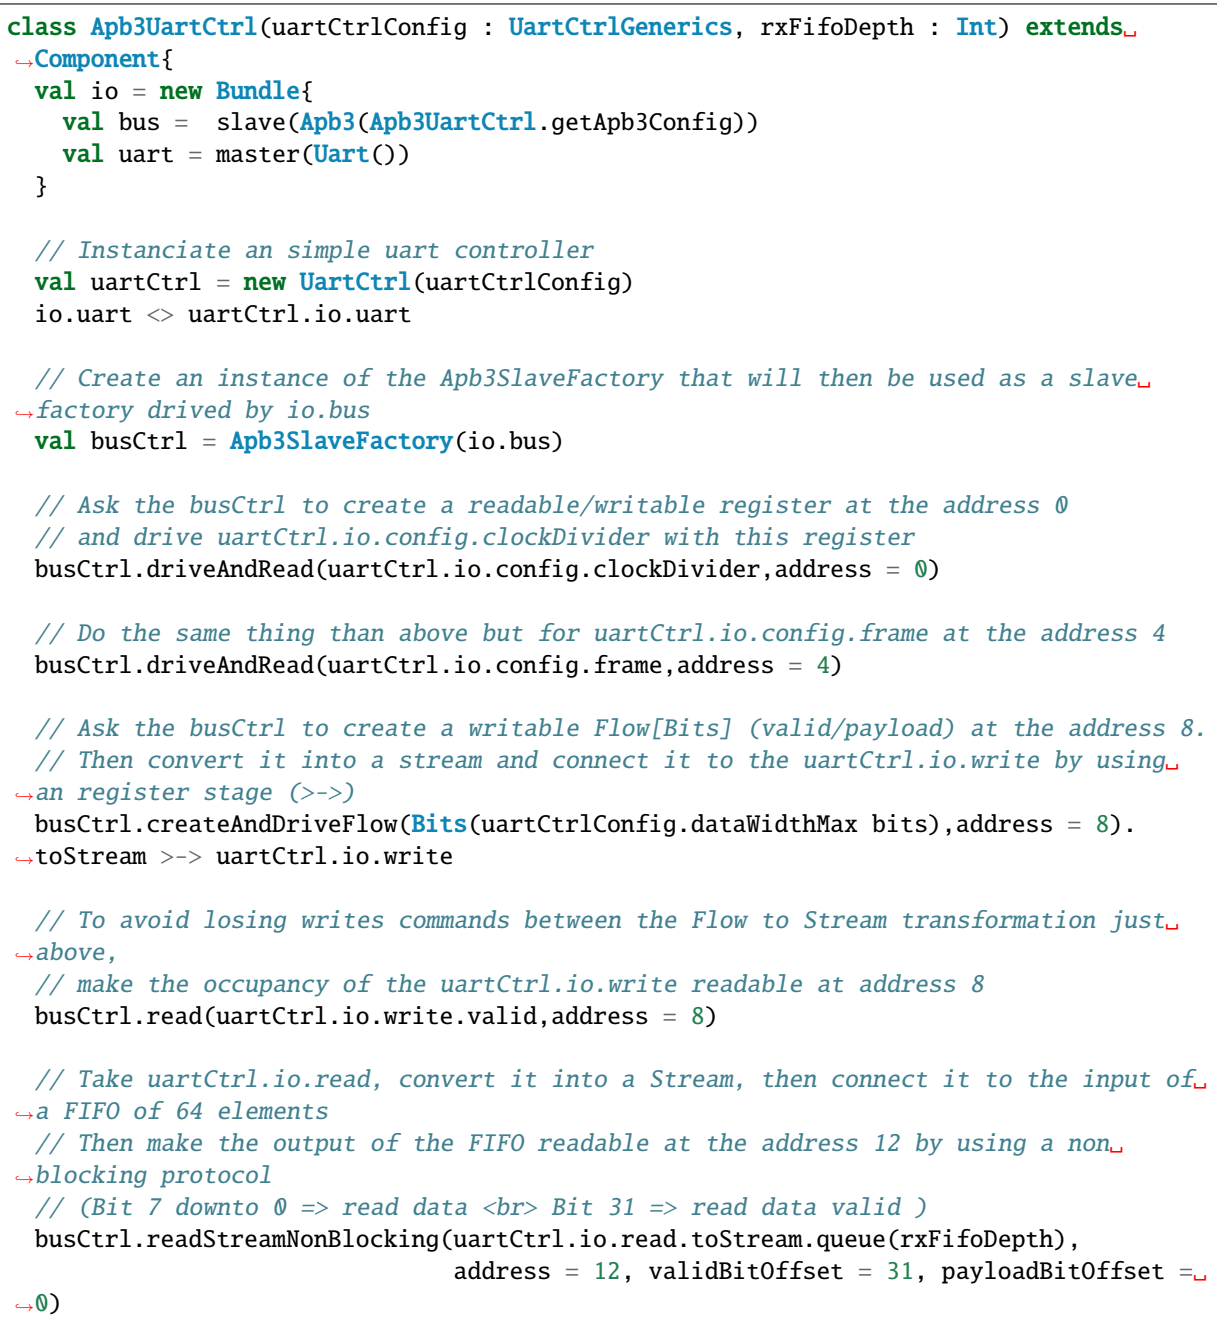 class Apb3UartCtrl(uartCtrlConfig : UartCtrlGenerics, rxFifoDepth : Int) extends␣
↪Component{
  val io = new Bundle{
    val bus =  slave(Apb3(Apb3UartCtrl.getApb3Config))
    val uart = master(Uart())
  }

  // Instanciate an simple uart controller
  val uartCtrl = new UartCtrl(uartCtrlConfig)
  io.uart <> uartCtrl.io.uart

  // Create an instance of the Apb3SlaveFactory that will then be used as a slave␣
↪factory drived by io.bus
  val busCtrl = Apb3SlaveFactory(io.bus)

  // Ask the busCtrl to create a readable/writable register at the address 0
  // and drive uartCtrl.io.config.clockDivider with this register
  busCtrl.driveAndRead(uartCtrl.io.config.clockDivider,address = 0)

  // Do the same thing than above but for uartCtrl.io.config.frame at the address 4
  busCtrl.driveAndRead(uartCtrl.io.config.frame,address = 4)

  // Ask the busCtrl to create a writable Flow[Bits] (valid/payload) at the address 8.
  // Then convert it into a stream and connect it to the uartCtrl.io.write by using␣
↪an register stage (>->)
  busCtrl.createAndDriveFlow(Bits(uartCtrlConfig.dataWidthMax bits),address = 8).
↪toStream >-> uartCtrl.io.write

  // To avoid losing writes commands between the Flow to Stream transformation just␣
↪above,
  // make the occupancy of the uartCtrl.io.write readable at address 8
  busCtrl.read(uartCtrl.io.write.valid,address = 8)

  // Take uartCtrl.io.read, convert it into a Stream, then connect it to the input of␣
↪a FIFO of 64 elements
  // Then make the output of the FIFO readable at the address 12 by using a non␣
↪blocking protocol
  // (Bit 7 downto 0 => read data <br> Bit 31 => read data valid )
  busCtrl.readStreamNonBlocking(uartCtrl.io.read.toStream.queue(rxFifoDepth),
                                address = 12, validBitOffset = 31, payloadBitOffset =␣
↪0)